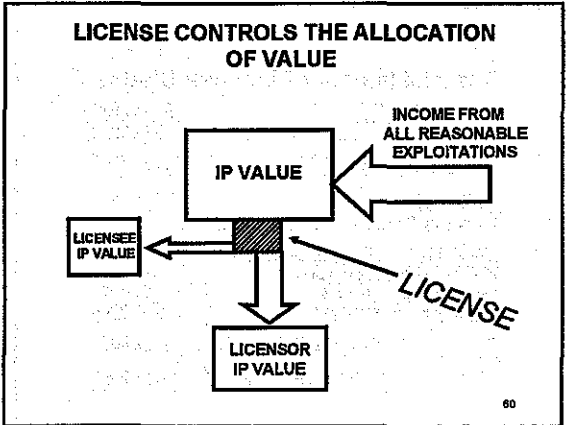 LICENSE CONTROLS THE ALLOCATION
OF VALUE
INCOME FROM
ALL REASONABLE
EXPLOITATIONS
IP VALUE
LICENSEE
IP VALUE
LICENSE
LICENSOR
IP VALUE
60